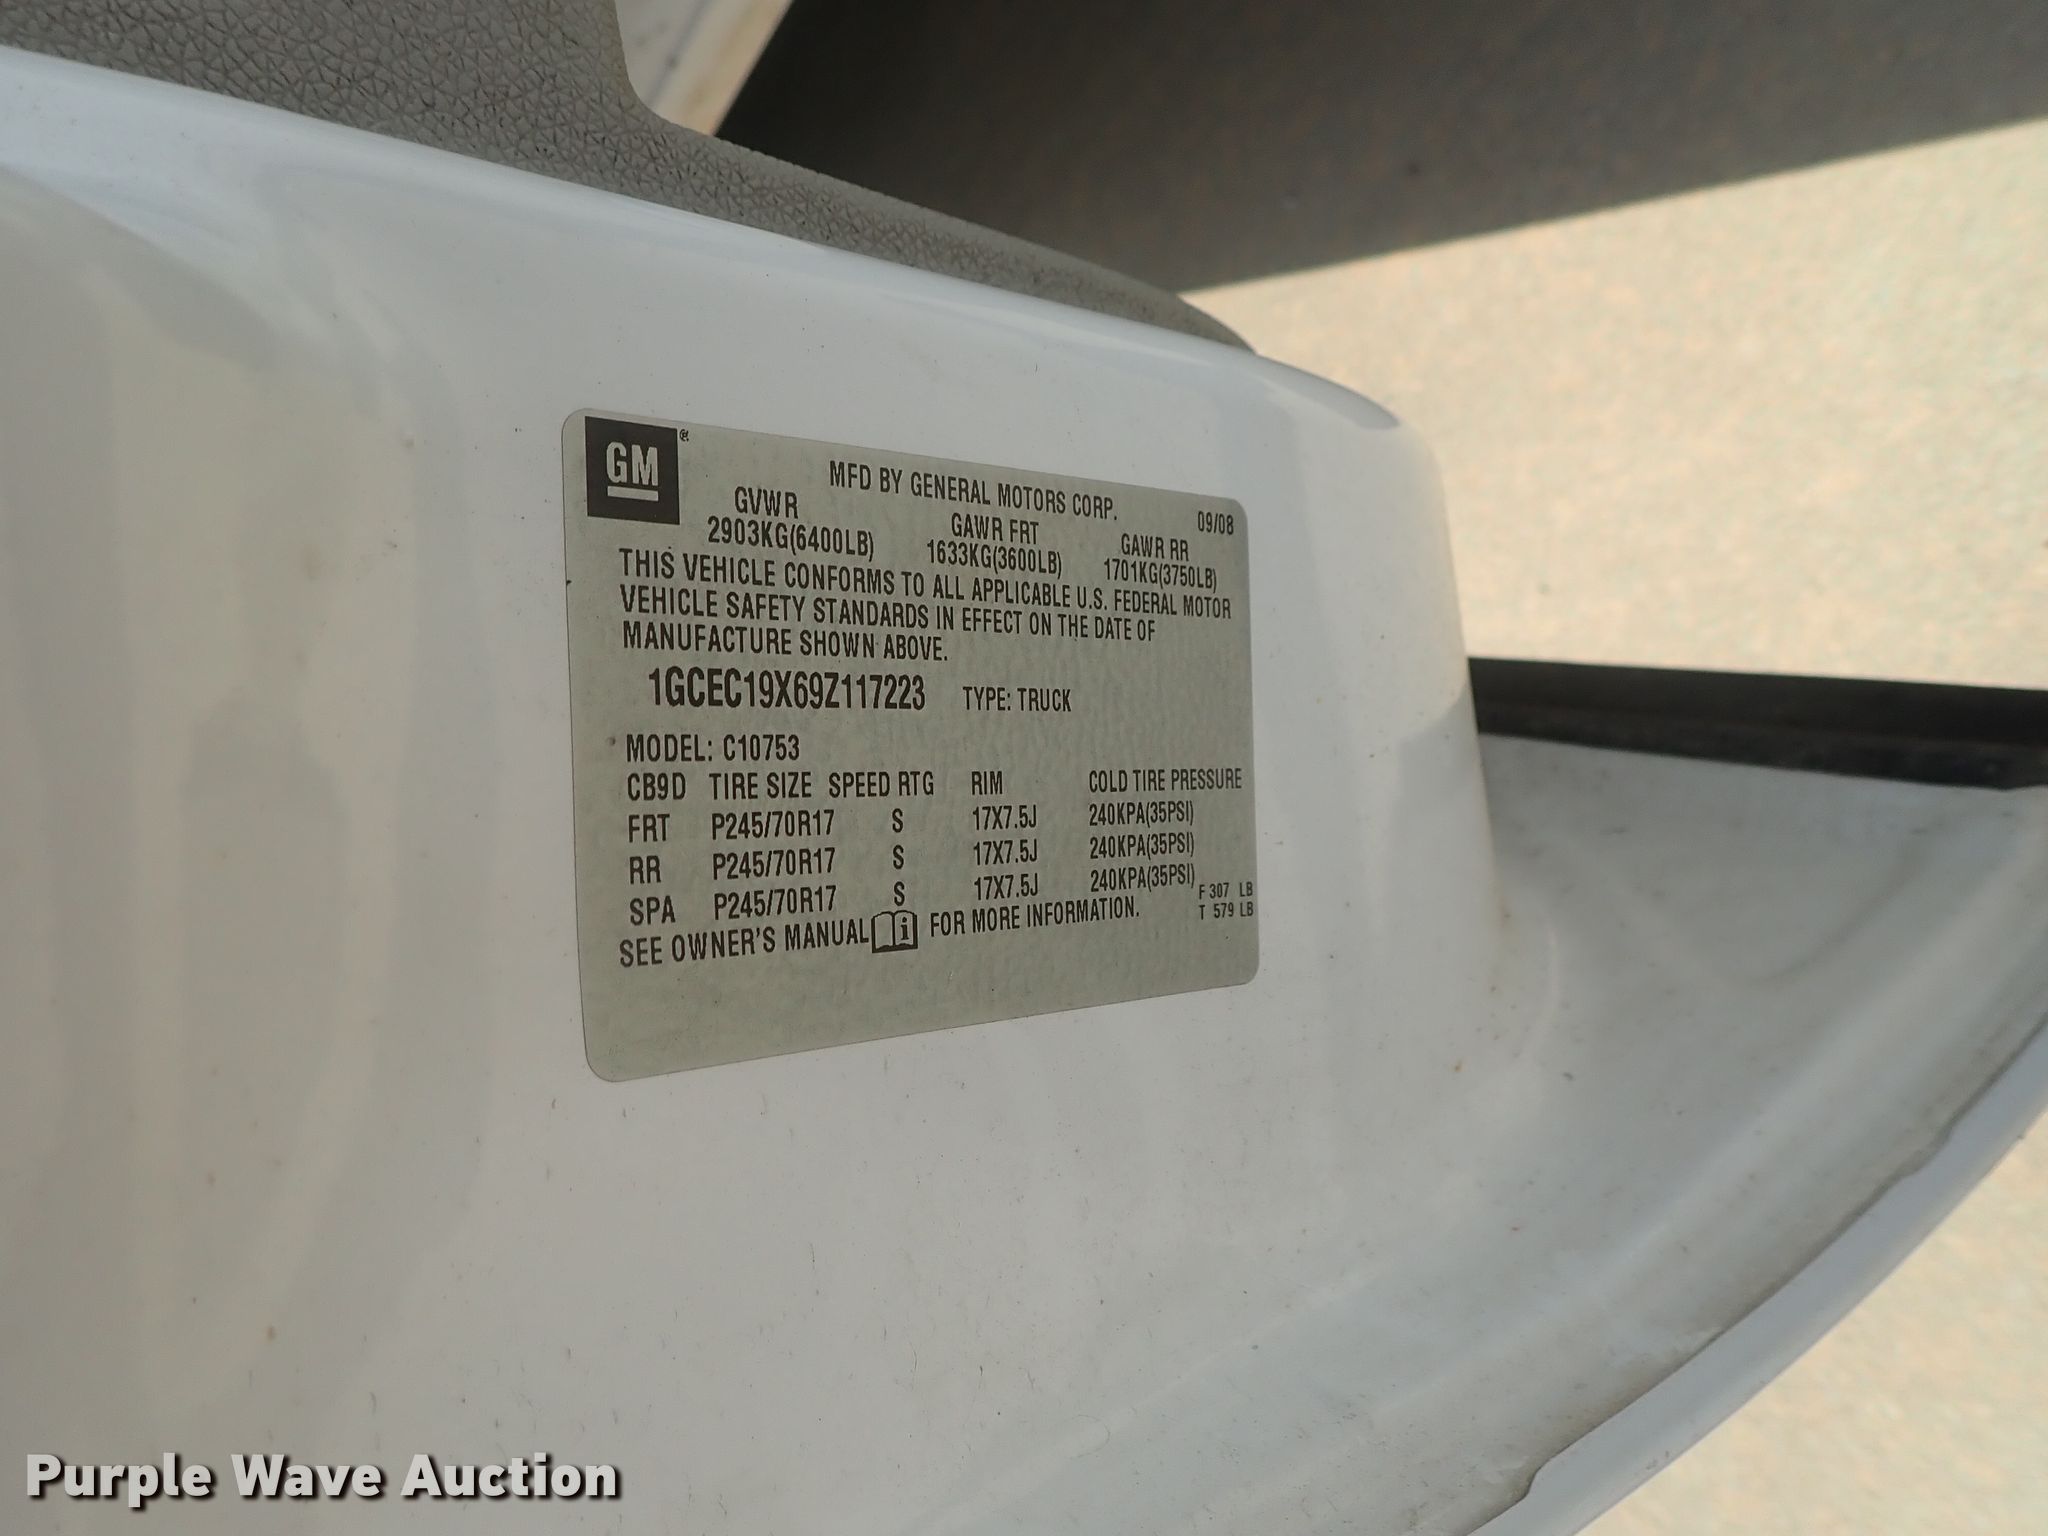 GM
MFD BY GENERAL MOTORS CORP. 09/08
GVWR GAWR FRT GAWR RR
2903KG(6400LB) 1633KG(3600LB) 1701KG(3750LB)
THIS VEHICLE CONFORMS TO ALL APPLICABLE U.S. FEDERAL MOTOR
VEHICLE SAFETY STANDARDS IN EFFECT ON THE DATE OF
MANUFACTURE SHOWN ABOVE.
1GCEC19X69Z117223 TYPE: TRUCK
MODEL: C10753
CB9D TIRE SIZE SPEED RTG RIM COLD TIRE PRESSURE
FRT P245/70R17 S 17X7.5J 240KPA(35PSI)
RR P245/70R17 S 17X7.5J 240KPA(35PSI)
SPA P245/70R17 S 17X7.5J 240KPA(35PSI)
F 307 LB
T 579 LB
SEE OWNER'S MANUAL i FOR MORE INFORMATION.
Purple Wave Auction